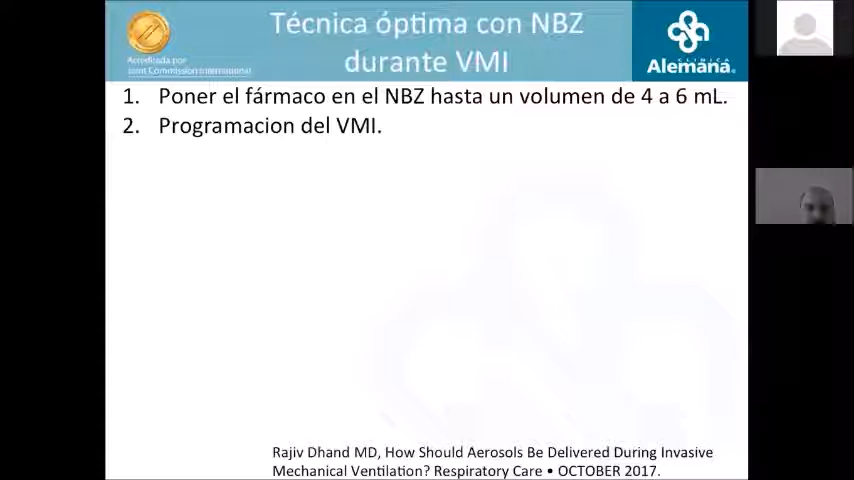 Técnica óptima con NBZ
durante VMI
Acreditada por
Joint Commission International
CLINICA
Alemana®
1. Poner el fármaco en el NBZ hasta un volumen de 4 a 6 mL.
2. Programacion del VMI.
Rajiv Dhand MD, How Should Aerosols Be Delivered During Invasive
Mechanical Ventilation? Respiratory Care • OCTOBER 2017.